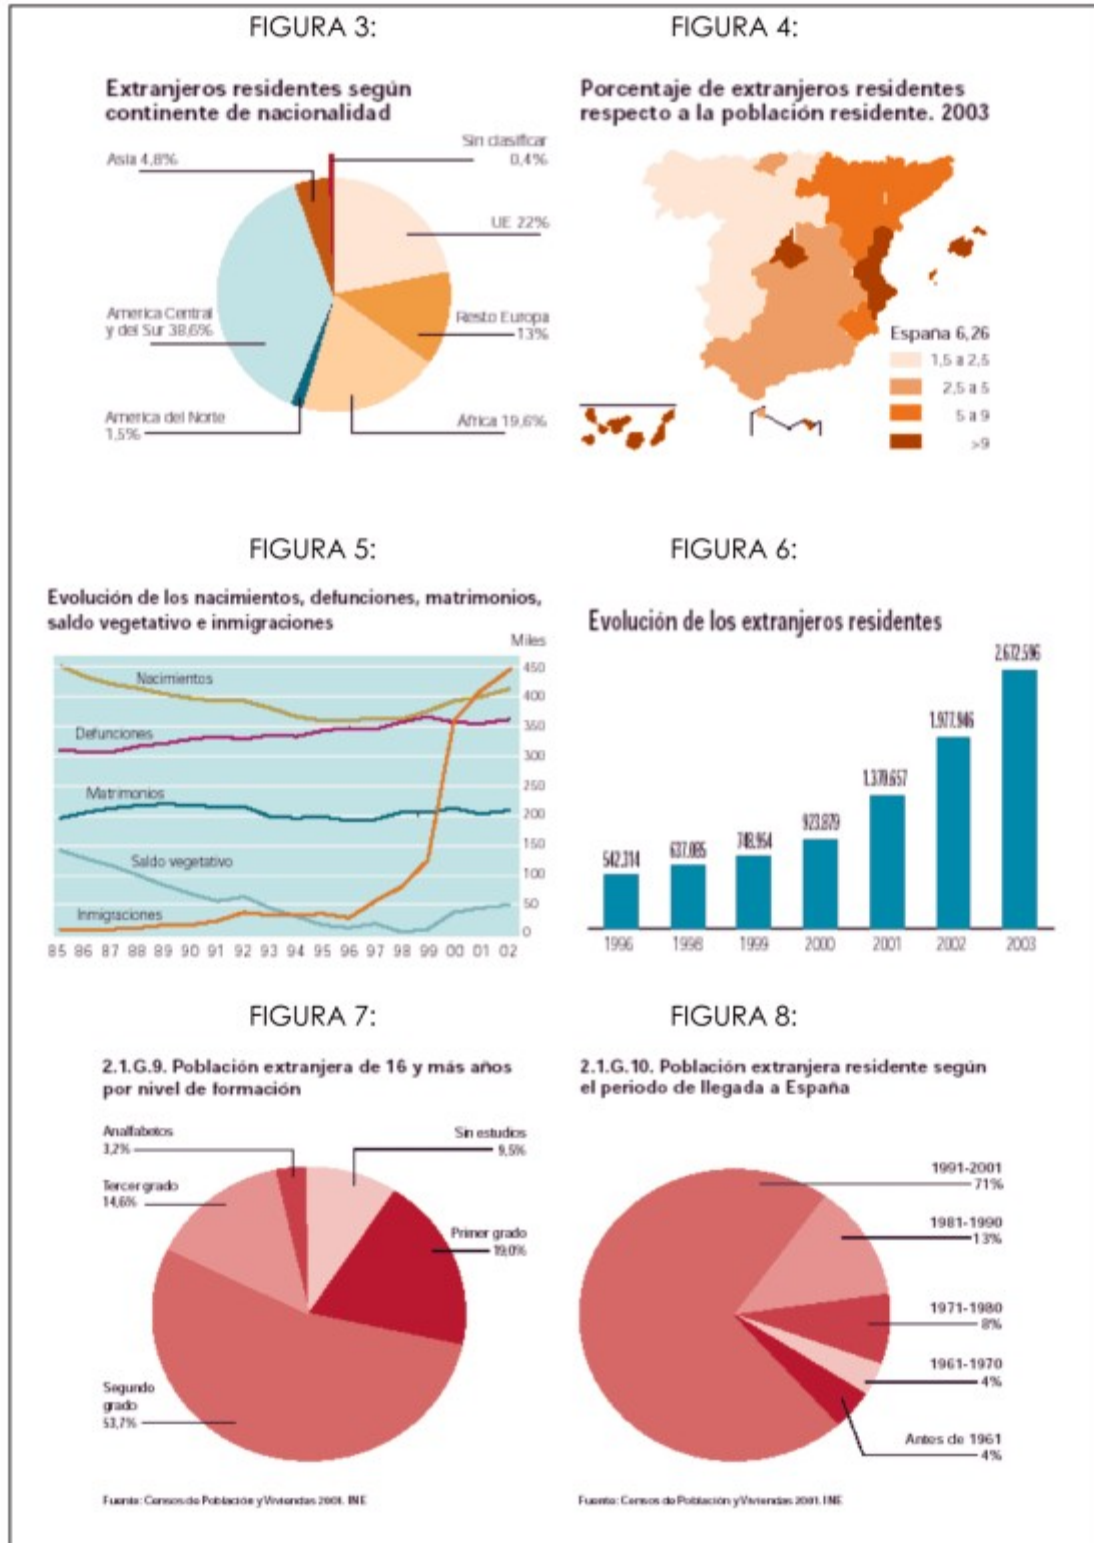 FIGURA 3:
Extranjeros residentes según
continente de nacionalidad
Asia 4,8%
Sin clasificar
0,4%
UE 22%
America Central
y del Sur 38,6%
Resto Europa
13%
America del Norte
1,5%
Africa 19,6%
FIGURA 4:
Porcentaje de extranjeros residentes
respecto a la población residente. 2003
España 6,26
1,5 a 2,5
2,5 a 5
5 a 9
>9
FIGURA 5:
Evolución de los nacimientos, defunciones, matrimonios,
saldo vegetativo e inmigraciones
Miles
450
400
350
300
250
200
150
100
50
0
Nacimientos
Defunciones
Matrimonios
Saldo vegetativo
Inmigraciones
85 86 87 88 89 90 91 92 93 94 95 96 97 98 99 00 01 02
FIGURA 6:
Evolución de los extranjeros residentes
542.314
637.085
748.954
923.879
1.370.657
1.977.946
2.672.596
1996 1998 1999 2000 2001 2002 2003
FIGURA 7:
2.1.G.9. Población extranjera de 16 y más años
por nivel de formación
Analfabetos
3,2%
Sin estudios
9,5%
Tercer grado
14,6%
Primer grado
19,0%
Segundo
grado
53,7%
Fuente: Censos de Población y Viviendas 2001. INE
FIGURA 8:
2.1.G.10. Población extranjera residente según
el periodo de llegada a España
1991-2001
71%
1981-1990
13%
1971-1980
8%
1961-1970
4%
Antes de 1961
4%
Fuente: Censos de Población y Viviendas 2001. INE